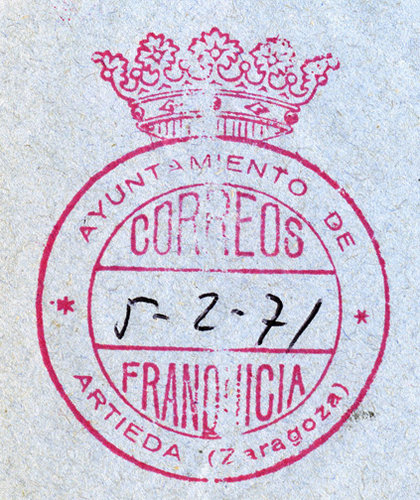 AYUNTAMIENTO DE
CORREOS
5-2-71
FRANQUICIA
ARTIEDA (Zaragoza)